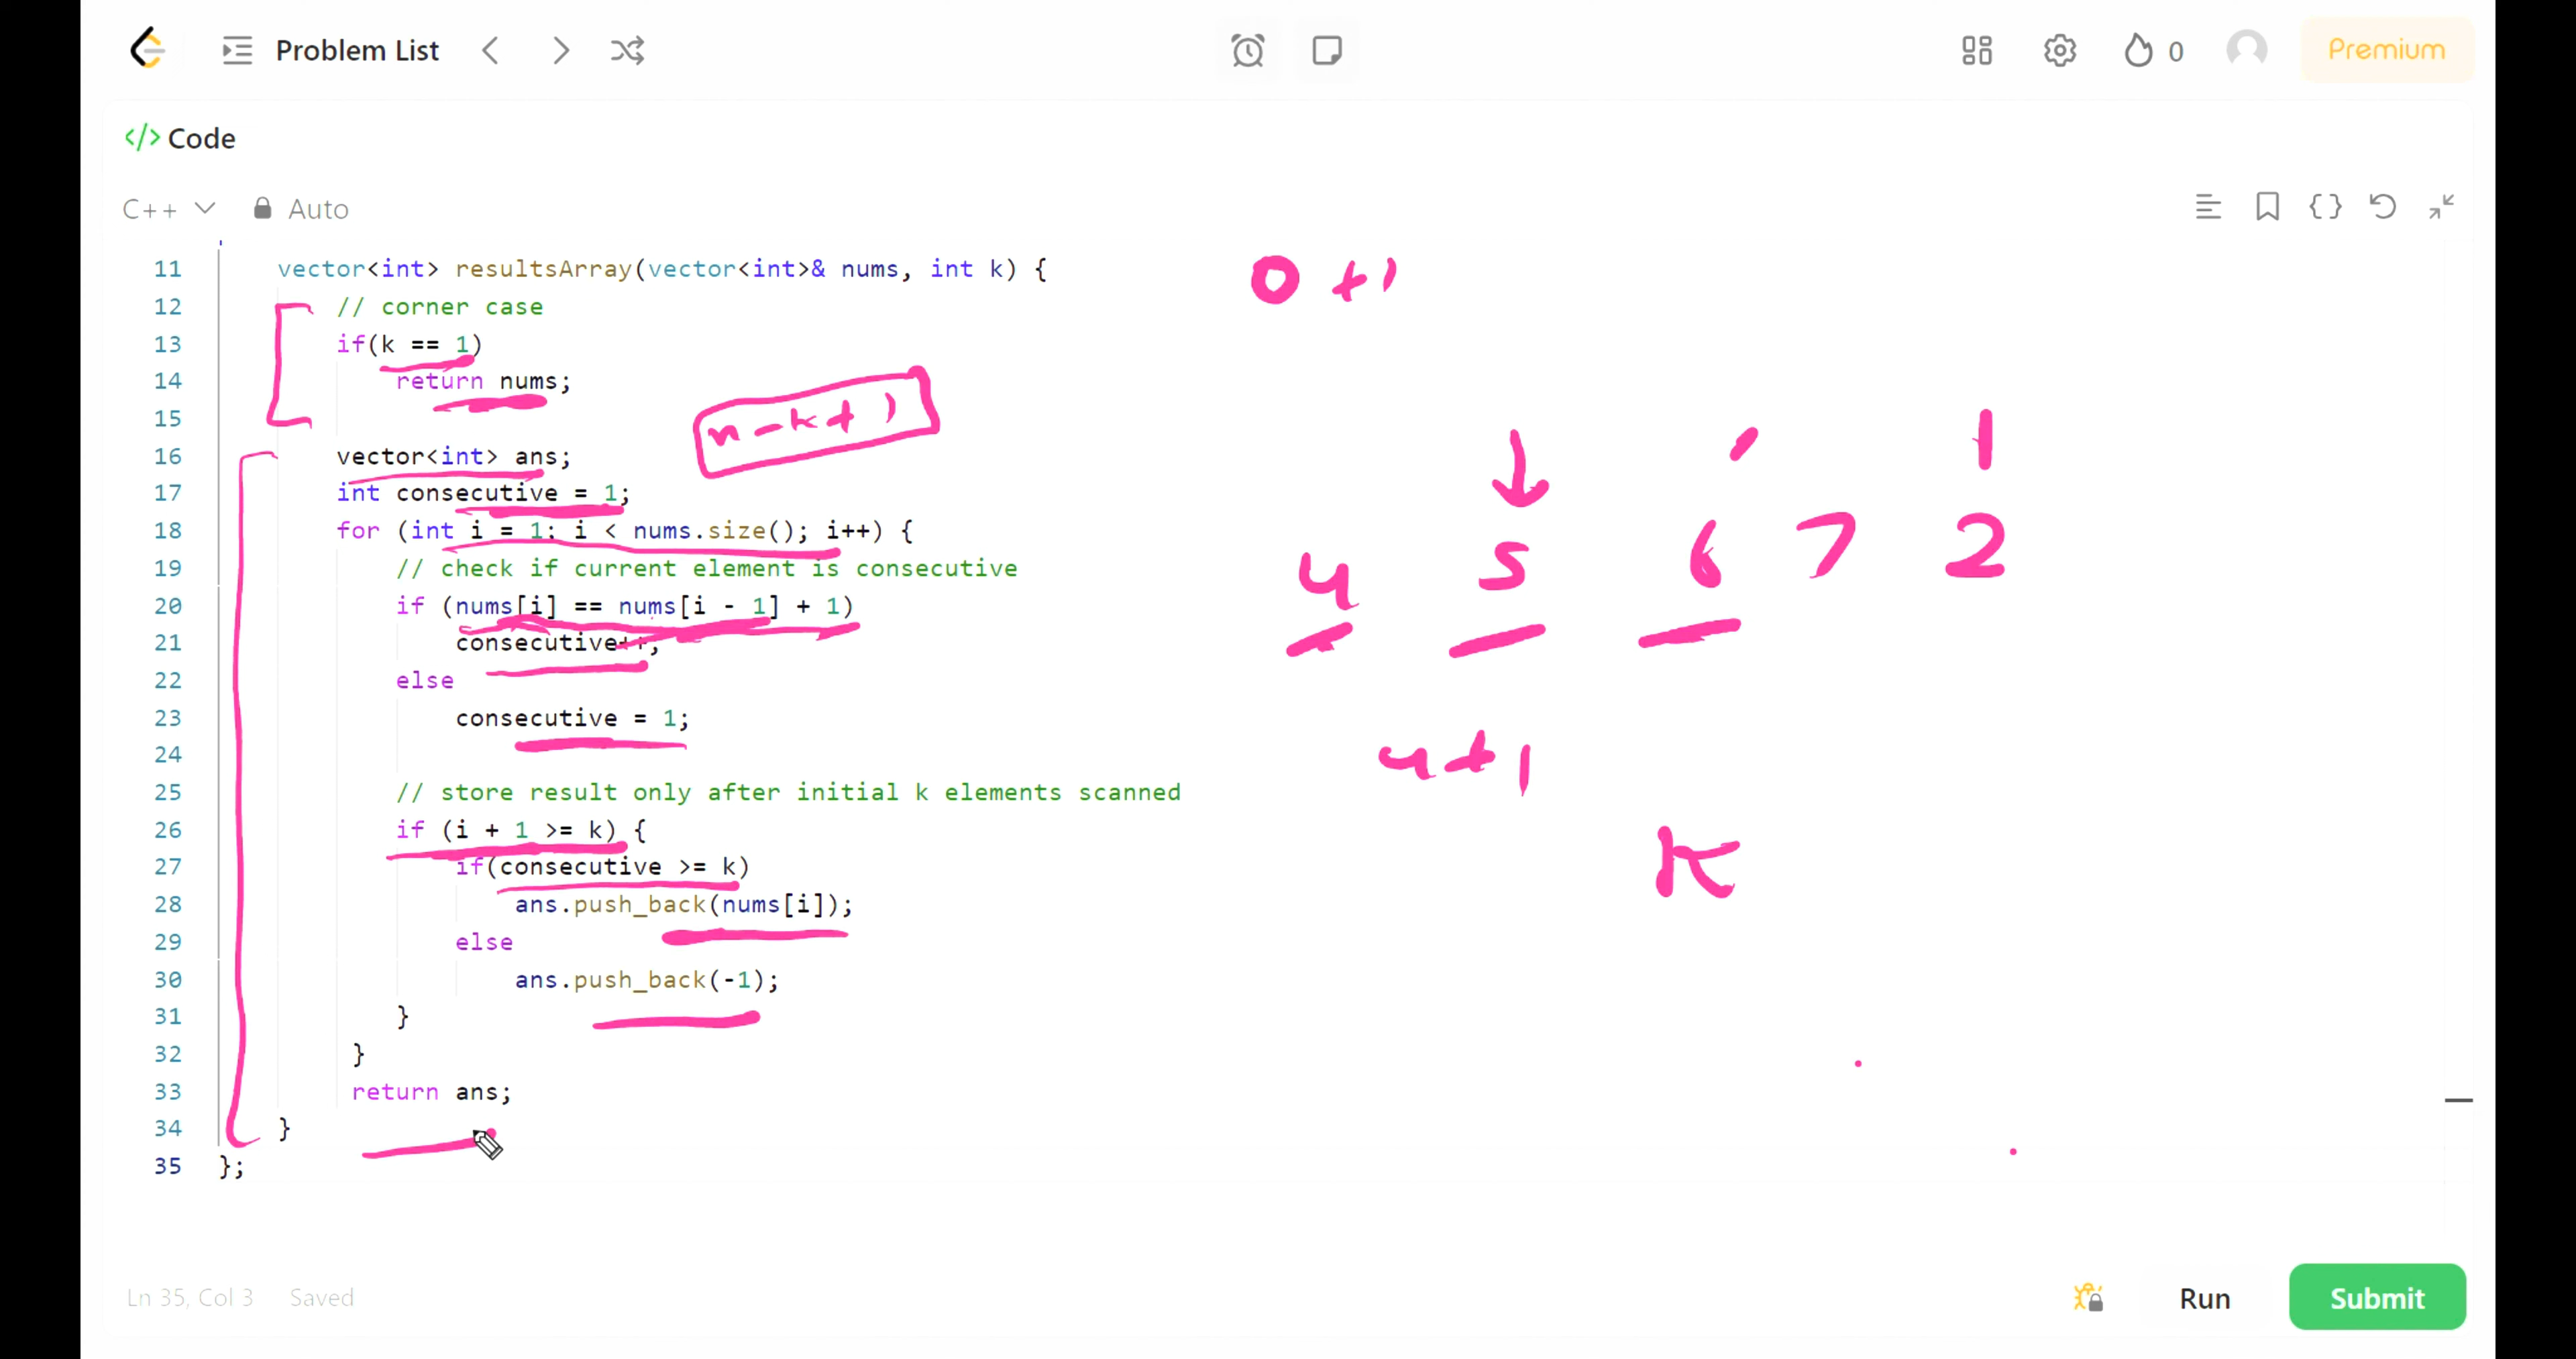 Problem List
0
Premium
</> Code
C++ Auto
11 vector<int> resultsArray(vector<int>& nums, int k) {
12 // corner case
13 if(k == 1)
14 return nums;
15
16 vector<int> ans;
17 int consecutive = 1;
18 for (int i = 1; i < nums.size(); i++) {
19 // check if current element is consecutive
20 if (nums[i] == nums[i - 1] + 1)
21 consecutive++;
22 else
23 consecutive = 1;
24
25 // store result only after initial k elements scanned
26 if (i + 1 >= k) {
27 if(consecutive >= k)
28 ans.push_back(nums[i]);
29 else
30 ans.push_back(-1);
31 }
32 }
33 return ans;
34 }
35 };
0 +1
n-k+1
1
4 5 6 7 2
4+1
K
Ln 35, Col 3 Saved
Run
Submit